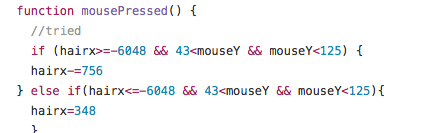 function mousePressed() {
//tried
if (hairx>=-6048 && 43<mouseY && mouseY<125) {
hairx-=756
} else if(hairx<=-6048 && 43<mouseY && mouseY<125){
hairx=348
}